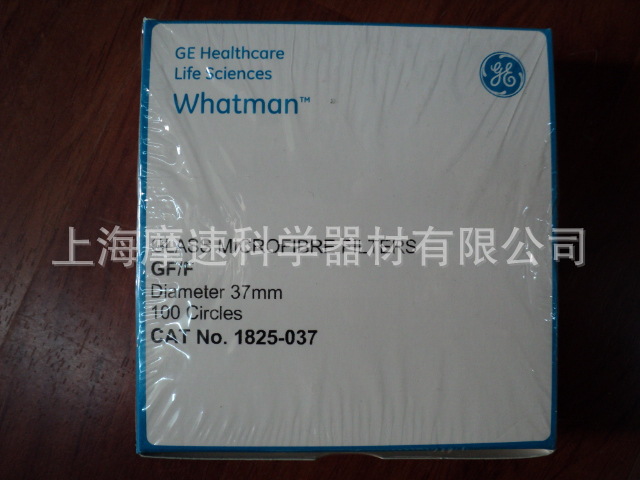 GE Healthcare
Life Sciences
GE
Whatman™
上海童速科学器材有限公司
GLASS MICROFIBRE FILTERS
GF/F
Diameter 37mm
100 Circles
CAT No. 1825-037